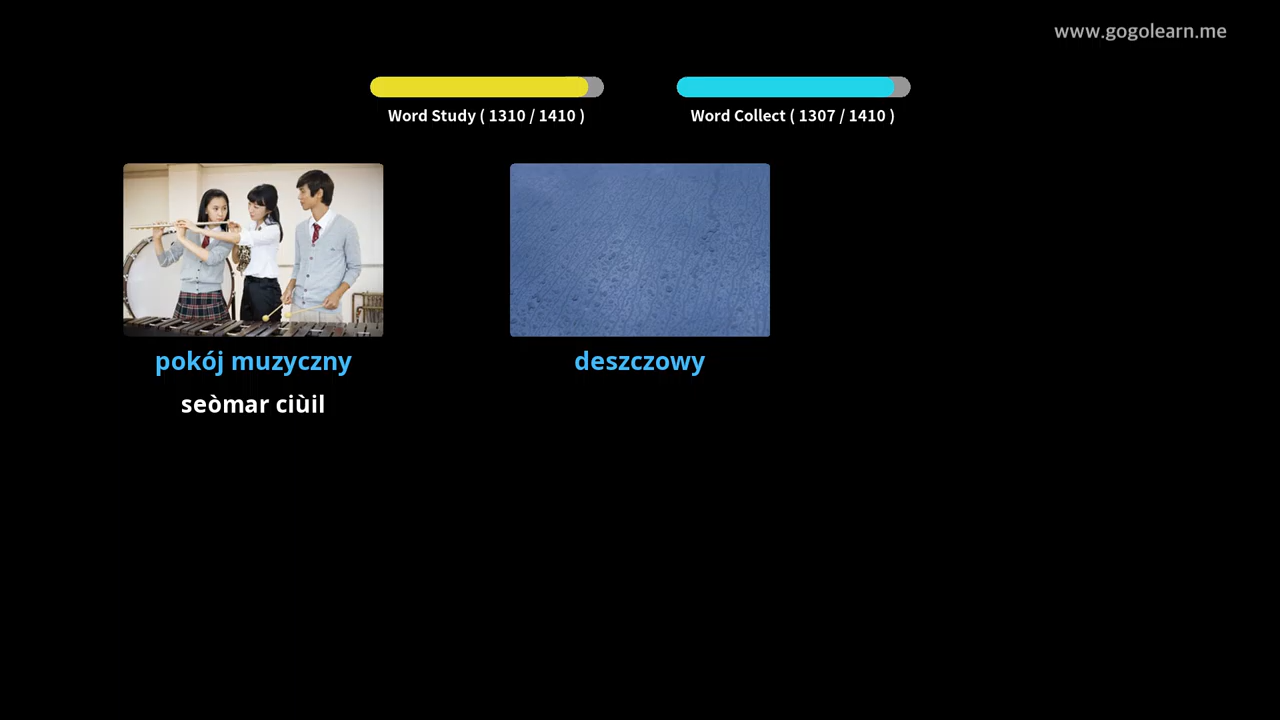 www.gogolearn.me
Word Study ( 1310 / 1410 )
Word Collect ( 1307 / 1410 )
pokój muzyczny
seòmar ciùil
deszczowy